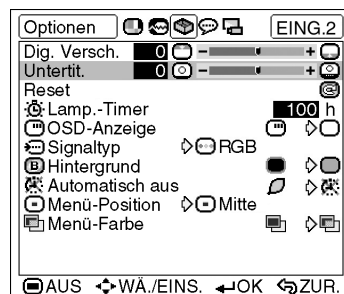 Optionen EING.2
Dig. Versch. 0 - +
Untertit. 0 - +
Reset
Lamp.-Timer 100 h
OSD-Anzeige
Signaltyp RGB
B Hintergrund
Automatisch aus
Menü-Position Mitte
Menü-Farbe
AUS WÄ./EINS. OK ZUR.